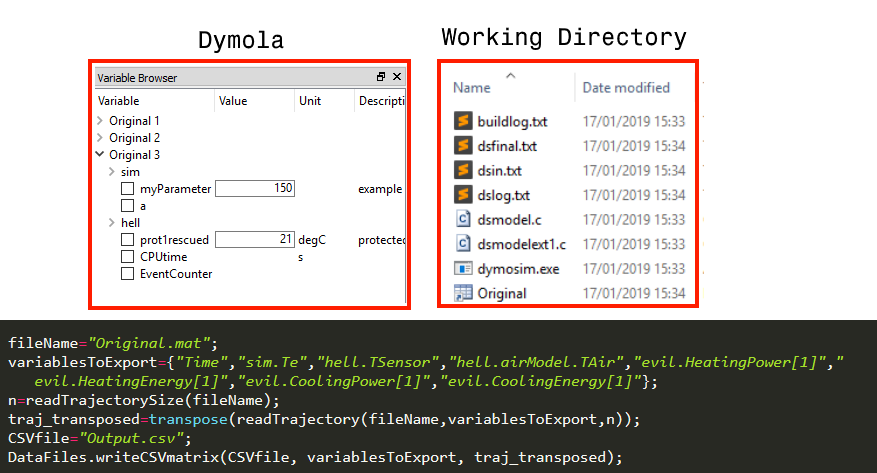 Dymola
Working Directory
Variable Browser
Variable Value Unit Descripti
Original 1
Original 2
Original 3
sim
myParameter 150 example
a
hell
prot1rescued 21 degC protected
CPUtime s
EventCounter
Name Date modified
buildlog.txt 17/01/2019 15:33
dsfinal.txt 17/01/2019 15:34
dsin.txt 17/01/2019 15:34
dslog.txt 17/01/2019 15:34
dsmodel.c 17/01/2019 15:33
dsmodelext1.c 17/01/2019 15:33
dymosim.exe 17/01/2019 15:33
Original 17/01/2019 15:34
fileName="Original.mat";
variablesToExport={"Time","sim.Te","hell.TSensor","hell.airModel.TAir","evil.HeatingPower[1]","
evil.HeatingEnergy[1]","evil.CoolingPower[1]","evil.CoolingEnergy[1]"};
n=readTrajectorySize(fileName);
traj_transposed=transpose(readTrajectory(fileName,variablesToExport,n));
CSVfile="Output.csv";
DataFiles.writeCSVmatrix(CSVfile, variablesToExport, traj_transposed);